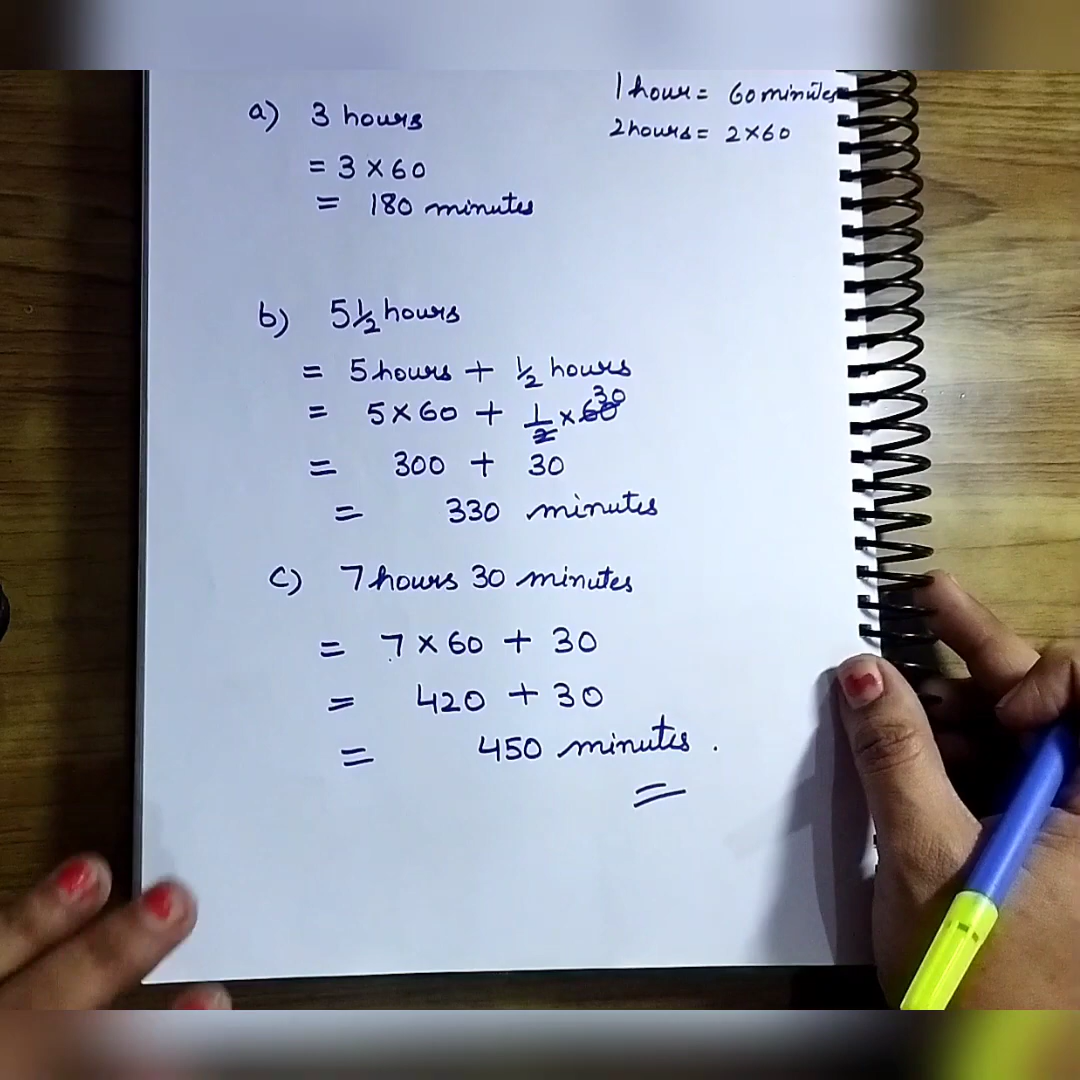 1 hour = 60 minutes
2 hours = 2 × 60
a) 3 hours
= 3 × 60
= 180 minutes
b) 5 1/2 hours
= 5 hours + 1/2 hours
= 5 × 60 + 1/2 × 60 30
= 300 + 30
= 330 minutes
c) 7 hours 30 minutes
= 7 × 60 + 30
= 420 + 30
= 450 minutes .